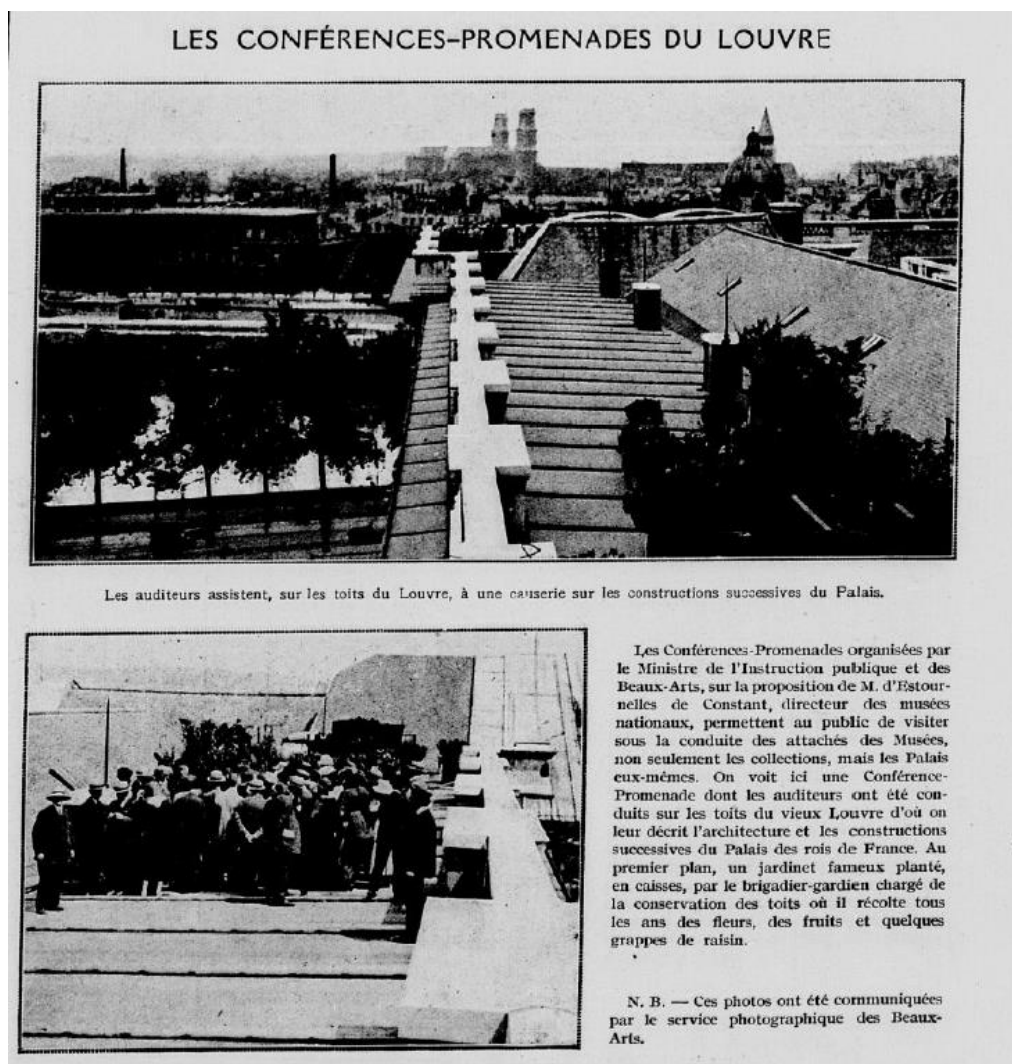 LES CONFÉRENCES-PROMENADES DU LOUVRE
Les auditeurs assistent, sur les toits du Louvre, à une causerie sur les constructions successives du Palais.
Les Conférences-Promenades organisées par
le Ministre de l'Instruction publique et des
Beaux-Arts, sur la proposition de M. d'Estour-
nelles de Constant, directeur des musées
nationaux, permettent au public de visiter
sous la conduite des attachés des Musées,
non seulement les collections, mais les Palais
eux-mêmes. On voit ici une Conférence-
Promenade dont les auditeurs ont été con-
duits sur les toits du vieux Louvre d'où on
leur décrit l'architecture et les constructions
successives du Palais des rois de France. Au
premier plan, un jardinet fameux planté,
en caisses, par le brigadier-gardien chargé de
la conservation des toits où il récolte tous
les ans des fleurs, des fruits et quelques
grappes de raisin.
N. B. — Ces photos ont été communiquées
par le service photographique des Beaux-
Arts.